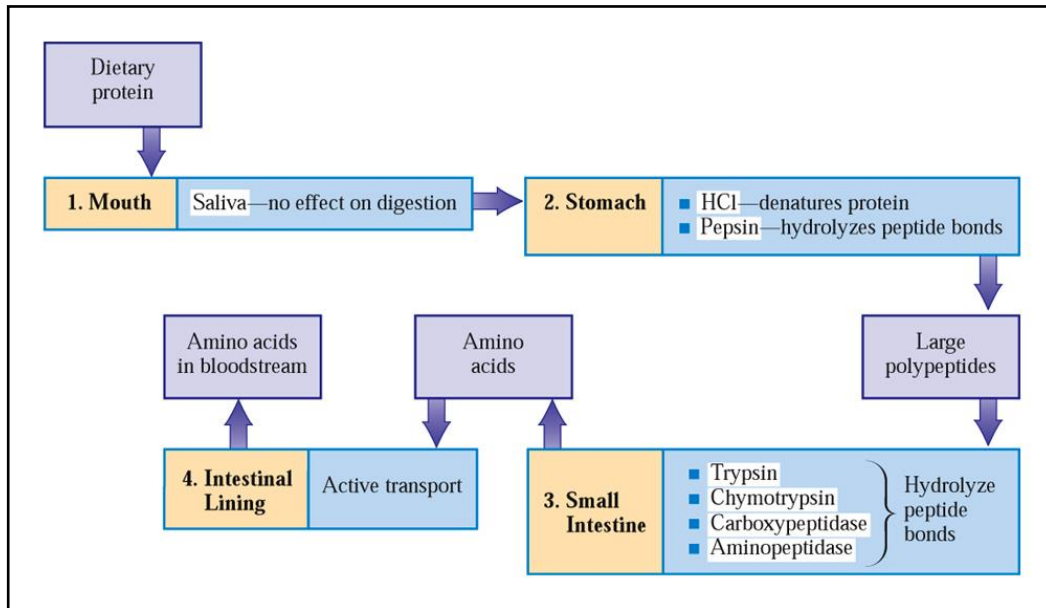 Dietary
protein
1. Mouth
Saliva—no effect on digestion
2. Stomach
HCl—denatures protein
Pepsin—hydrolyzes peptide bonds
Large
polypeptides
3. Small
Intestine
Trypsin
Chymotrypsin
Carboxypeptidase
Aminopeptidase
Hydrolyze
peptide
bonds
Amino
acids
4. Intestinal
Lining
Active transport
Amino acids
in bloodstream